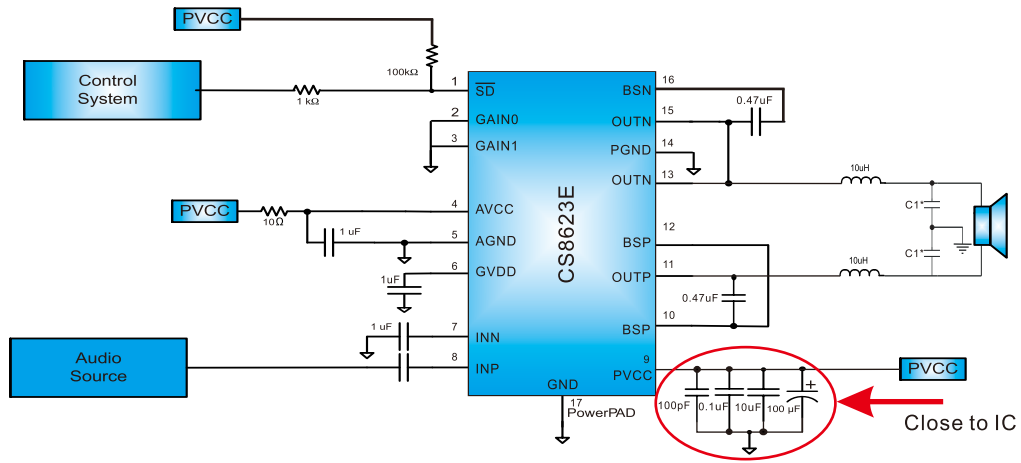 PVCC
Control
System
100kΩ
1 kΩ
1
SD
2
GAIN0
3
GAIN1
PVCC
10Ω
4
AVCC
1 uF
5
AGND
6
GVDD
1uF
1 uF
7
INN
8
INP
Audio
Source
CS8623E
GND
17
PowerPAD
16
BSN
0.47uF
15
OUTN
14
PGND
13
OUTN
10uH
C1*
C1*
12
BSP
11
OUTP
10uH
0.47uF
10
BSP
9
PVCC
PVCC
100pF
0.1uF
10uF
+
100 µF
Close to IC